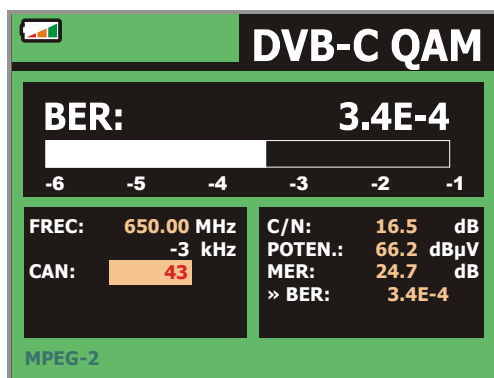 DVB-C QAM
BER: 3.4E-4
-6 -5 -4 -3 -2 -1
FREC: 650.00 MHz
-3 kHz
CAN: 43
C/N: 16.5 dB
POTEN.: 66.2 dBµV
MER: 24.7 dB
» BER: 3.4E-4
MPEG-2